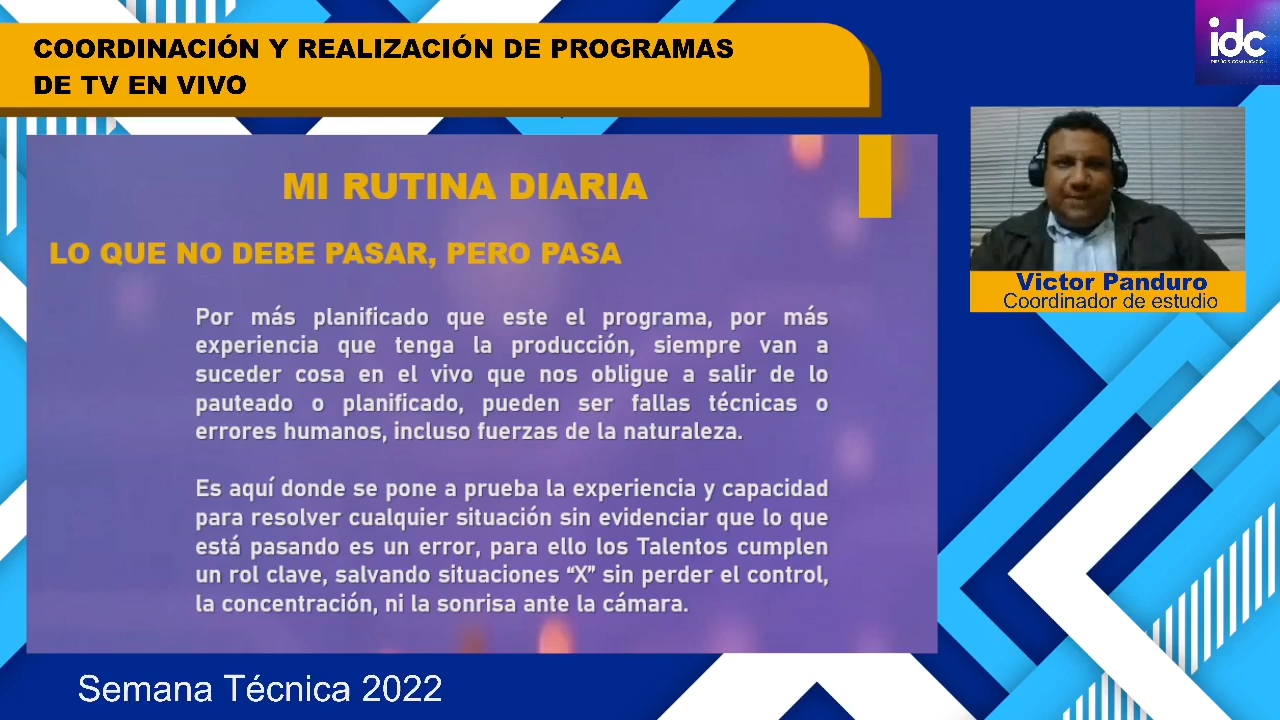 COORDINACIÓN Y REALIZACIÓN DE PROGRAMAS
DE TV EN VIVO
idc
MI RUTINA DIARIA
LO QUE NO DEBE PASAR, PERO PASA
Por más planificado que este el programa, por más
experiencia que tenga la producción, siempre van a
suceder cosa en el vivo que nos obligue a salir de lo
pauteado o planificado, pueden ser fallas técnicas o
errores humanos, incluso fuerzas de la naturaleza.
Es aquí donde se pone a prueba la experiencia y capacidad
para resolver cualquier situación sin evidenciar que lo que
está pasando es un error, para ello los Talentos cumplen
un rol clave, salvando situaciones “X” sin perder el control,
la concentración, ni la sonrisa ante la cámara.
Victor Panduro
Coordinador de estudio
Semana Técnica 2022